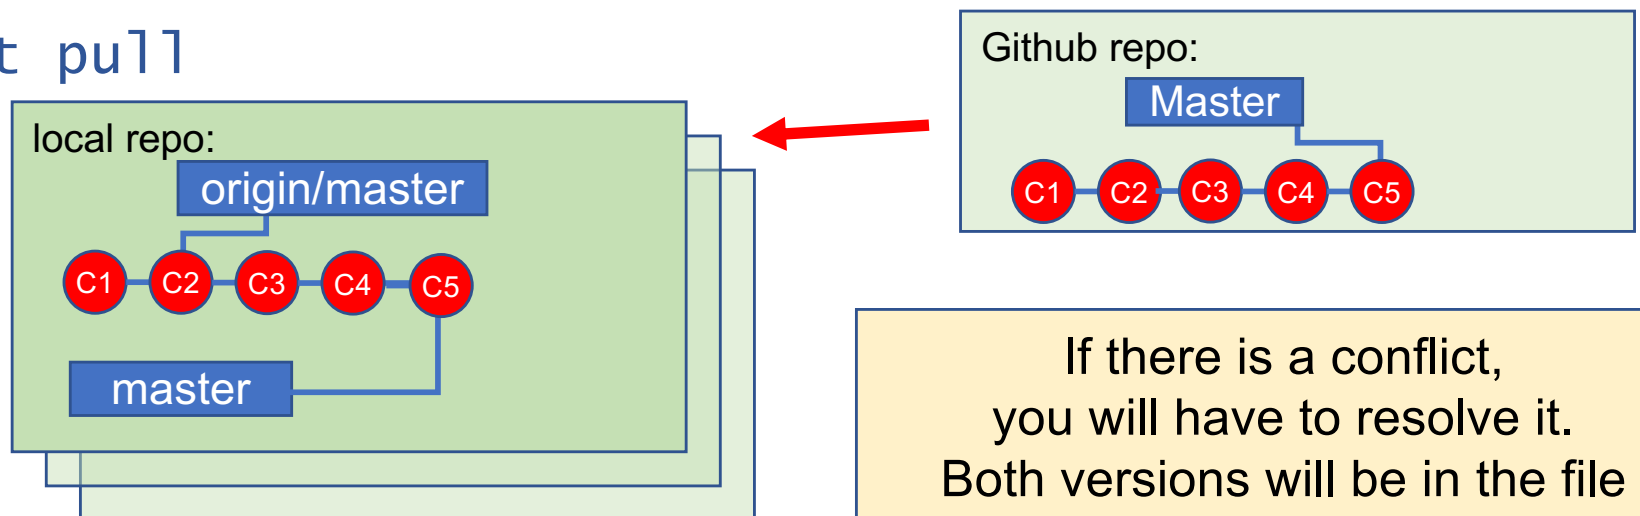 t pull
Github repo:
Master
C1 C2 C3 C4 C5
local repo:
origin/master
C1 C2 C3 C4 C5
master
If there is a conflict,
you will have to resolve it.
Both versions will be in the file